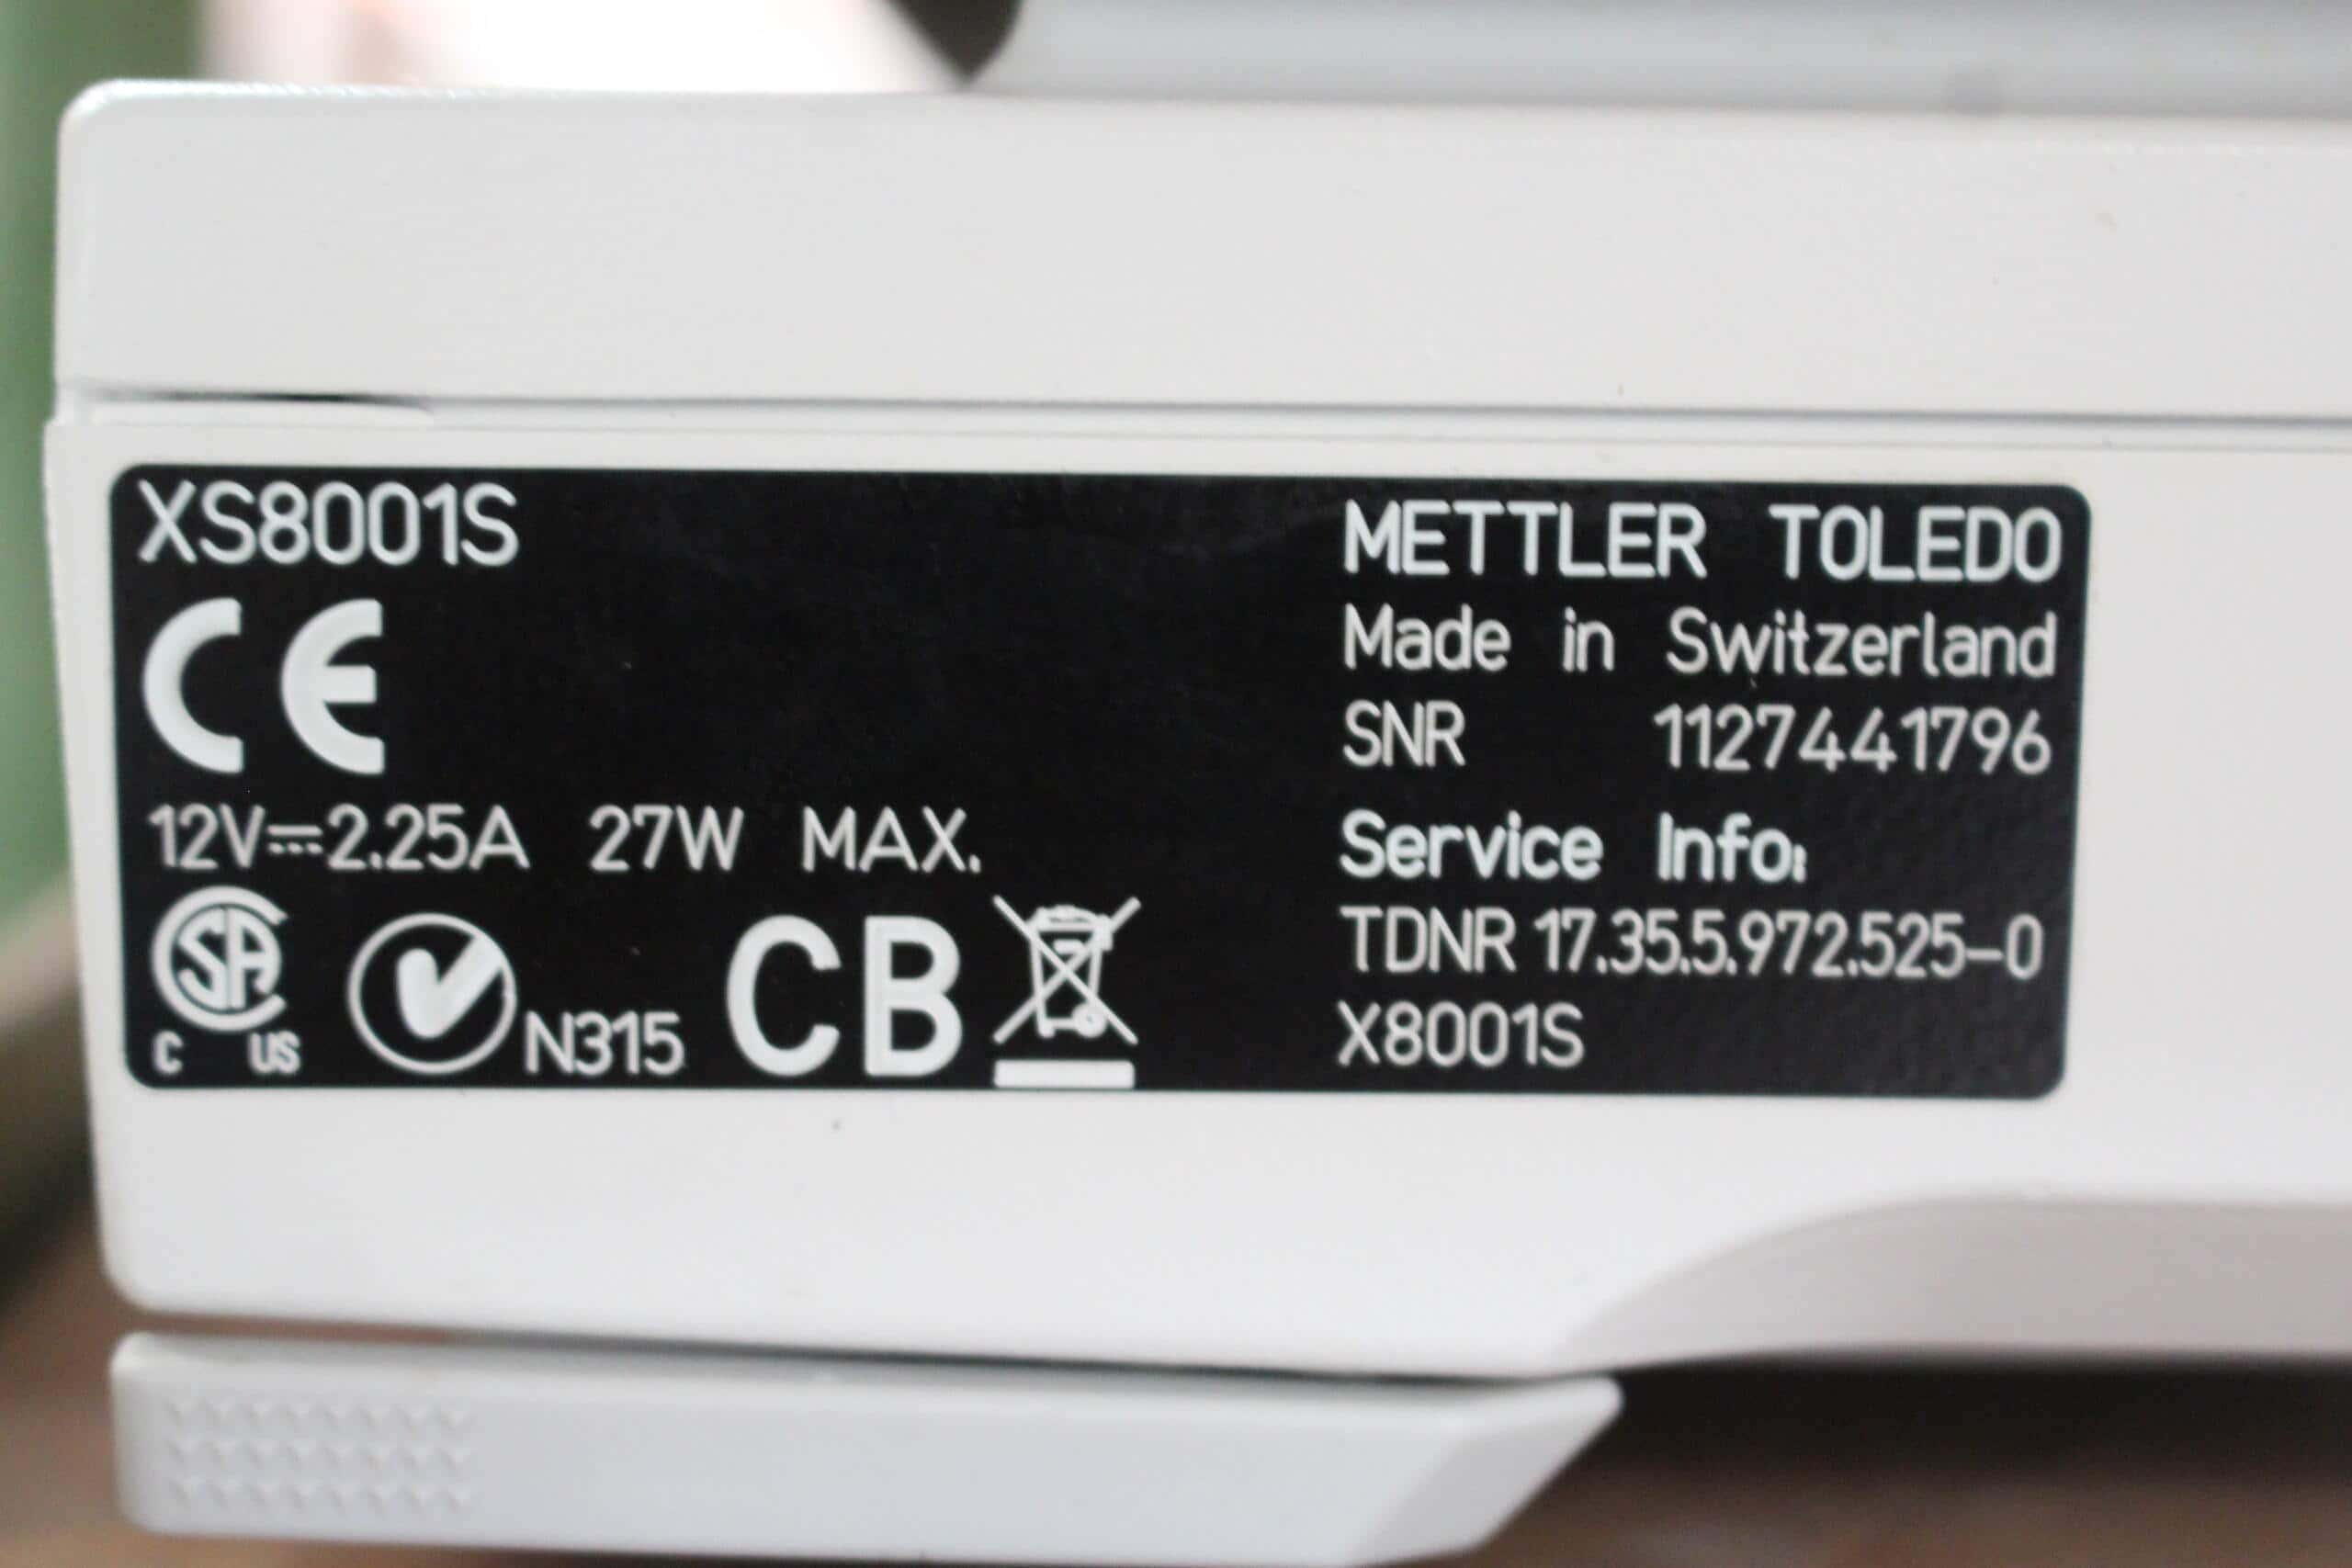 XS8001S
CE
12V⎓2.25A 27W MAX.
SA
C US
N315
CB
METTLER TOLEDO
Made in Switzerland
SNR 1127441796
Service Info:
TDNR 17.35.5.972.525-0
X8001S